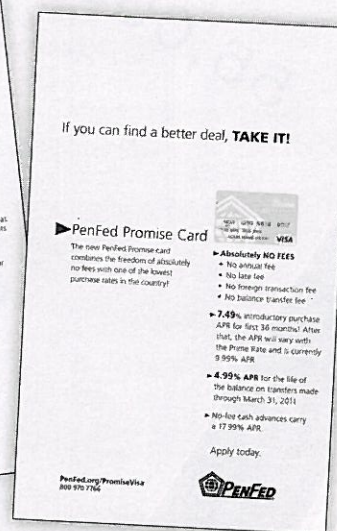 If you can find a better deal, TAKE IT!
►PenFed Promise Card
The new PenFed Promise card
combines the freedom of absolutely
no fees with one of the lowest
purchase rates in the country!
VISA
► Absolutely NO FEES
• No annual fee
• No late fee
• No foreign transaction fee
• No balance transfer fee
► 7.49% introductory purchase
APR for first 36 months! After
that, the APR will vary with
the Prime Rate and is currently
9.99% APR
► 4.99% APR for the life of
the balance on transfers made
through March 31, 2011
► No-fee cash advances carry
a 17.99% APR
Apply today.
PenFed.org/PromiseVisa
800 970 7766
PENFED